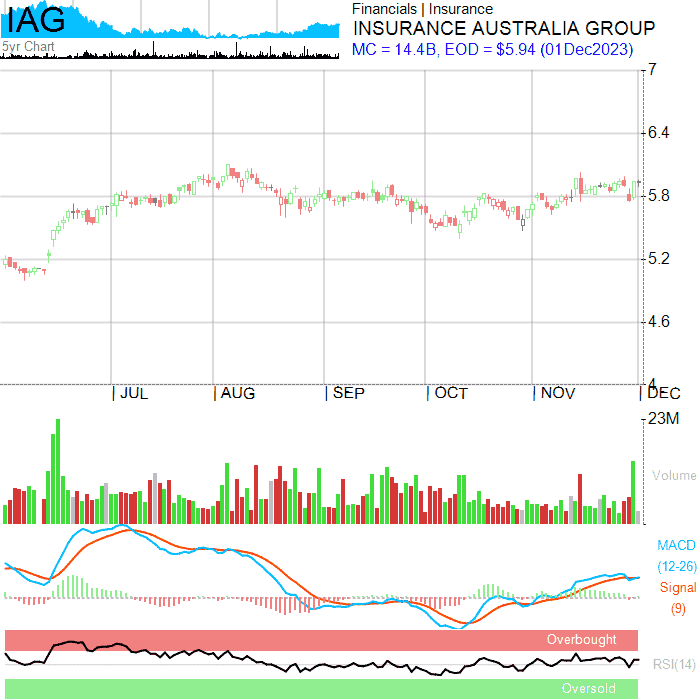 IAG
5yr Chart
Financials | Insurance
INSURANCE AUSTRALIA GROUP
MC = 14.4B, EOD = $5.94 (01Dec2023)
7
6.4
5.8
5.2
4.6
4
| JUL | AUG | SEP | OCT | NOV | DEC
23M
Volume
MACD
(12-26)
Signal
(9)
Overbought
RSI(14)
Oversold